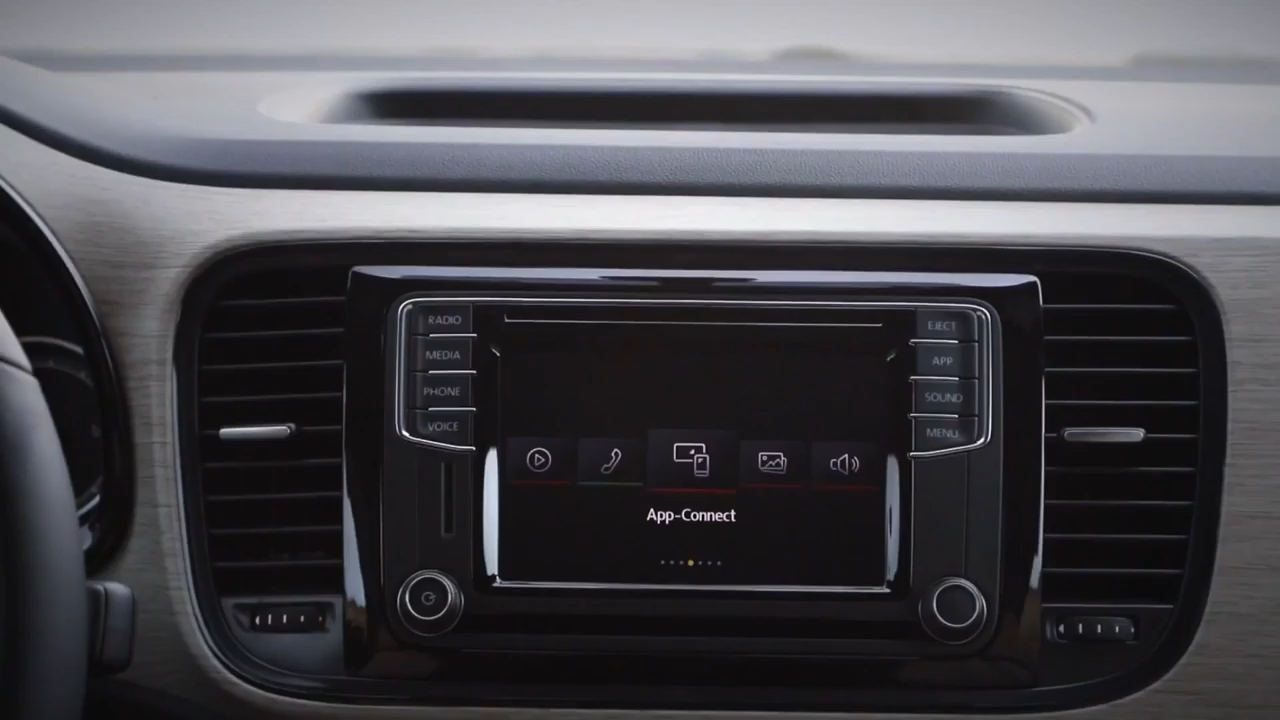 RADIO
MEDIA
PHONE
VOICE
EJECT
APP
SOUND
MENU
App-Connect